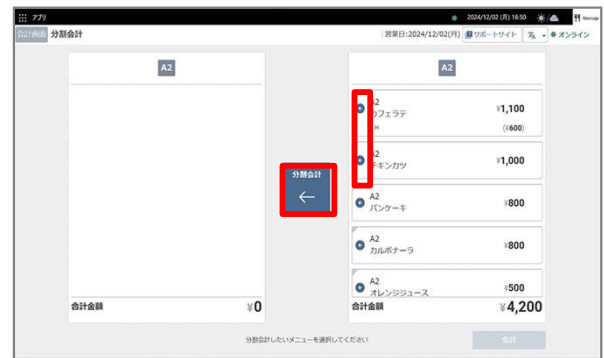 アプリ
2024/12/02 (月) 16:50
会計画面 分割会計
営業日:2024/12/02(月) サポートサイト オンライン
A2
合計金額 ¥0
分割会計
←
A2
A2
カフェラテ ¥1,100
(¥600)
チキンカツ ¥1,000
A2
パンケーキ ¥800
A2
カルボナーラ ¥800
A2
オレンジジュース ¥500
合計金額 ¥4,200
分割会計したいメニューを選択してください
会計